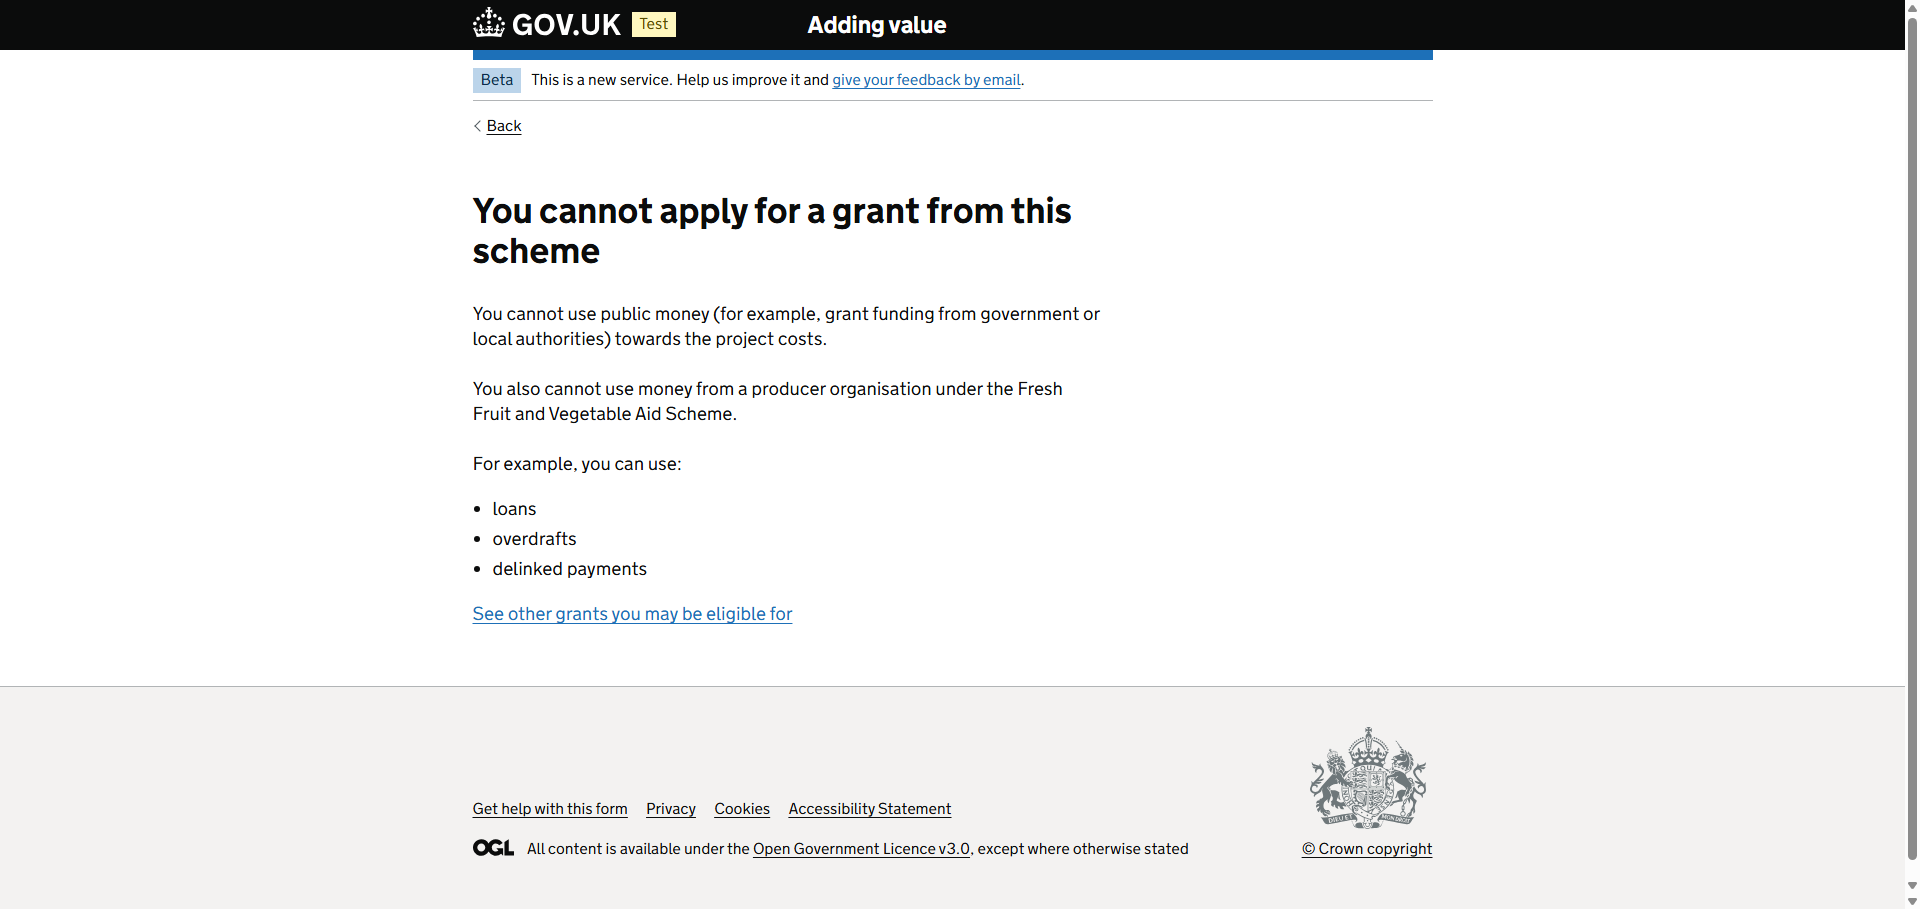 GOV.UK Test Adding value
Beta This is a new service. Help us improve it and give your feedback by email.
Back
You cannot apply for a grant from this
scheme
You cannot use public money (for example, grant funding from government or
local authorities) towards the project costs.
You also cannot use money from a producer organisation under the Fresh
Fruit and Vegetable Aid Scheme.
For example, you can use:
• loans
• overdrafts
• delinked payments
See other grants you may be eligible for
Get help with this form Privacy Cookies Accessibility Statement
OGL All content is available under the Open Government Licence v3.0, except where otherwise stated
DIEU ET MON DROIT
© Crown copyright